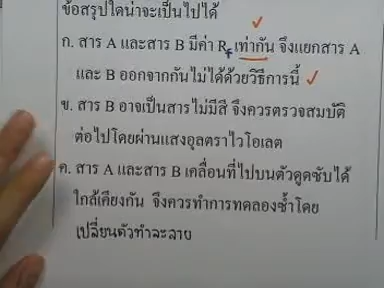 ข้อสรุปใดน่าจะเป็นไปได้
ก. สาร A และสาร B มีค่า Rf เท่ากัน จึงแยกสาร A
และ B ออกจากกันไม่ได้ด้วยวิธีการนี้
ข. สาร B อาจเป็นสารไม่มีสี จึงควรตรวจสมบัติ
ต่อไปโดยผ่านแสงอุลตราไวโอเลต
ค. สาร A และสาร B เคลื่อนที่ไปบนตัวดูดซับได้
ใกล้เคียงกัน จึงควรทำการทดลองซ้ำโดย
เปลี่ยนตัวทำละลาย